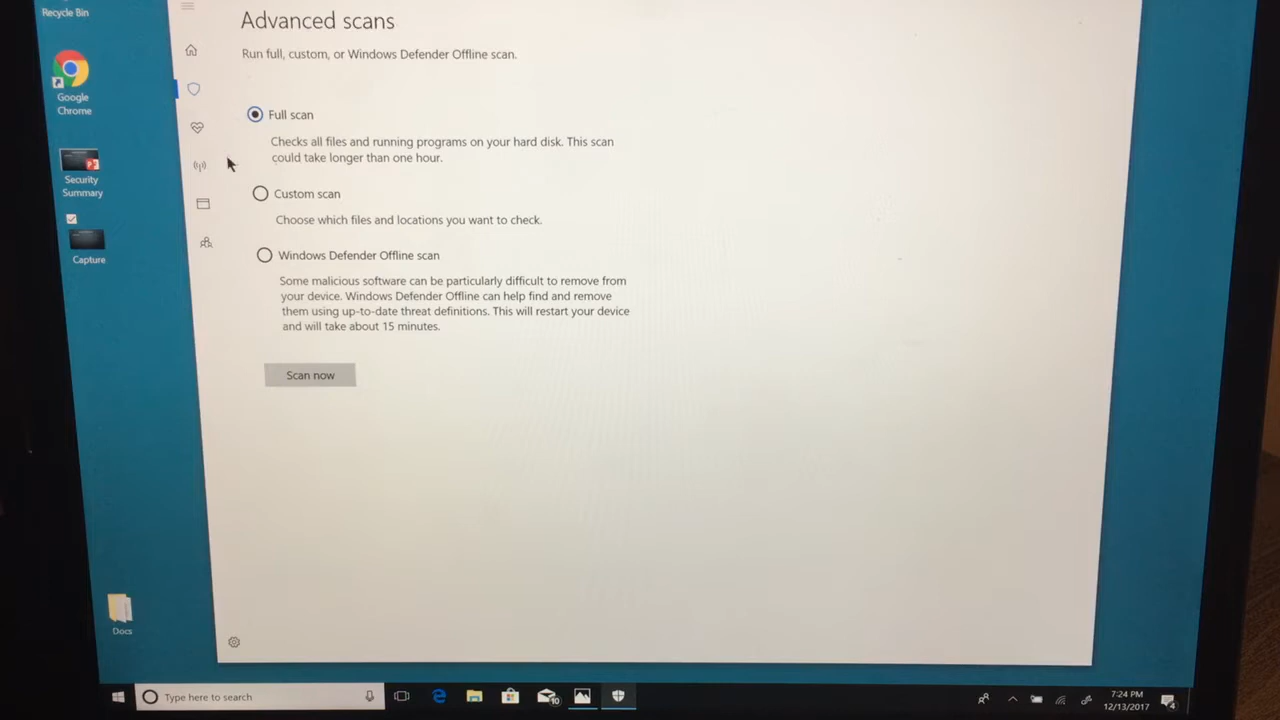 Recycle Bin
Google
Chrome
Security
Summary
Capture
Docs
Advanced scans
Run full, custom, or Windows Defender Offline scan.
Full scan
Checks all files and running programs on your hard disk. This scan
could take longer than one hour.
Custom scan
Choose which files and locations you want to check.
Windows Defender Offline scan
Some malicious software can be particularly difficult to remove from
your device. Windows Defender Offline can help find and remove
them using up-to-date threat definitions. This will restart your device
and will take about 15 minutes.
Scan now
Type here to search
10
7:24 PM
12/13/2017
4